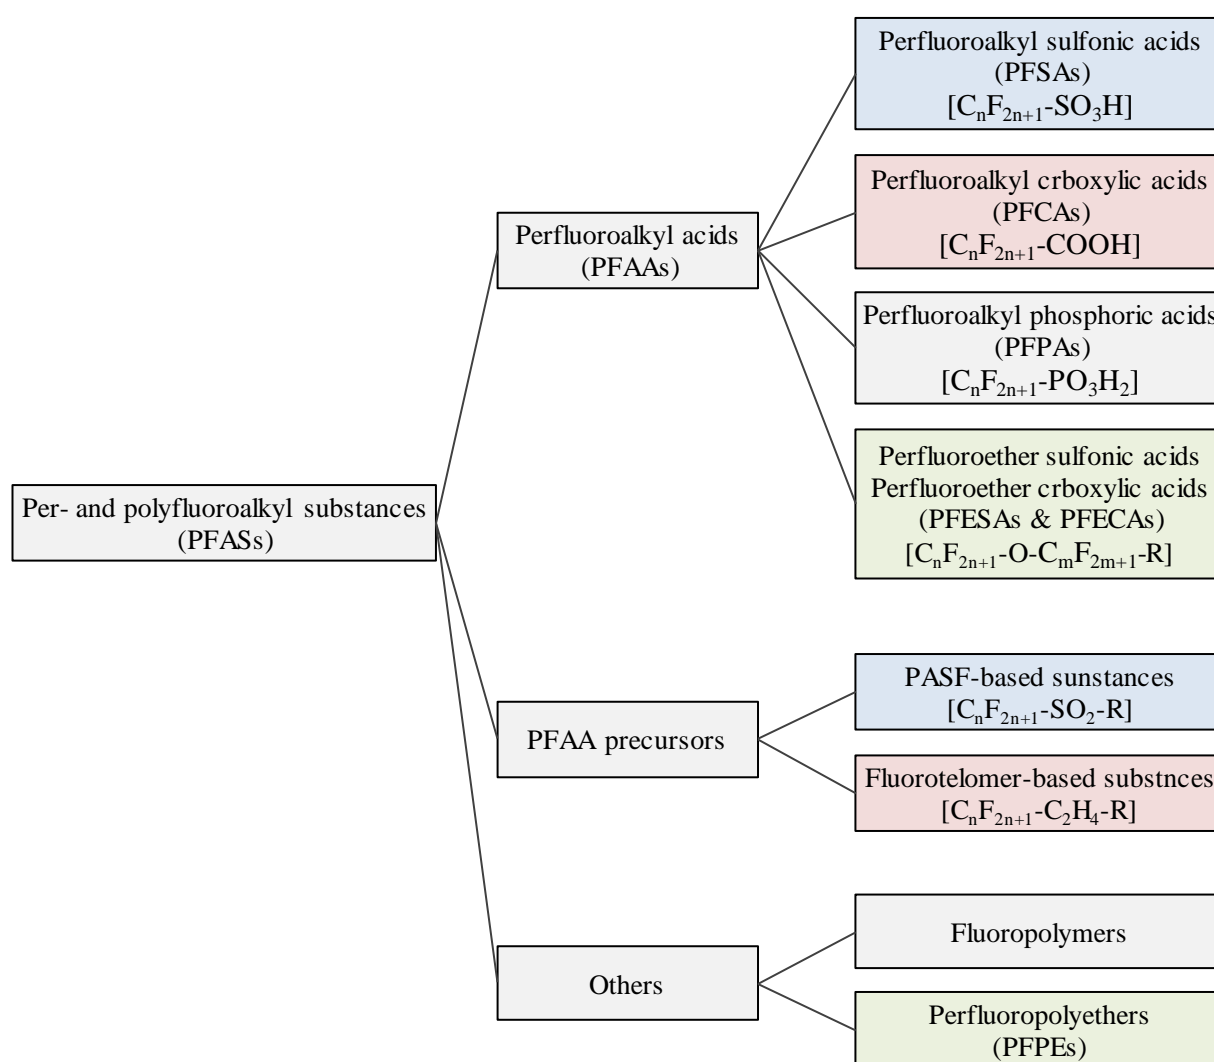 Perfluoroalkyl sulfonic acids
(PFSAs)
[CₙF₂ₙ₊₁-SO₃H]
Perfluoroalkyl crboxylic acids
(PFCAs)
[CₙF₂ₙ₊₁-COOH]
Perfluoroalkyl acids
(PFAAs)
Perfluoroalkyl phosphoric acids
(PFPAs)
[CₙF₂ₙ₊₁-PO₃H₂]
Perfluoroether sulfonic acids
Perfluoroether crboxylic acids
(PFESAs & PFECAs)
[CₙF₂ₙ₊₁-O-CₘF₂ₘ₊₁-R]
Per- and polyfluoroalkyl substances
(PFASs)
PASF-based sunstances
[CₙF₂ₙ₊₁-SO₂-R]
PFAA precursors
Fluorotelomer-based substnces
[CₙF₂ₙ₊₁-C₂H₄-R]
Fluoropolymers
Others
Perfluoropolyethers
(PFPEs)